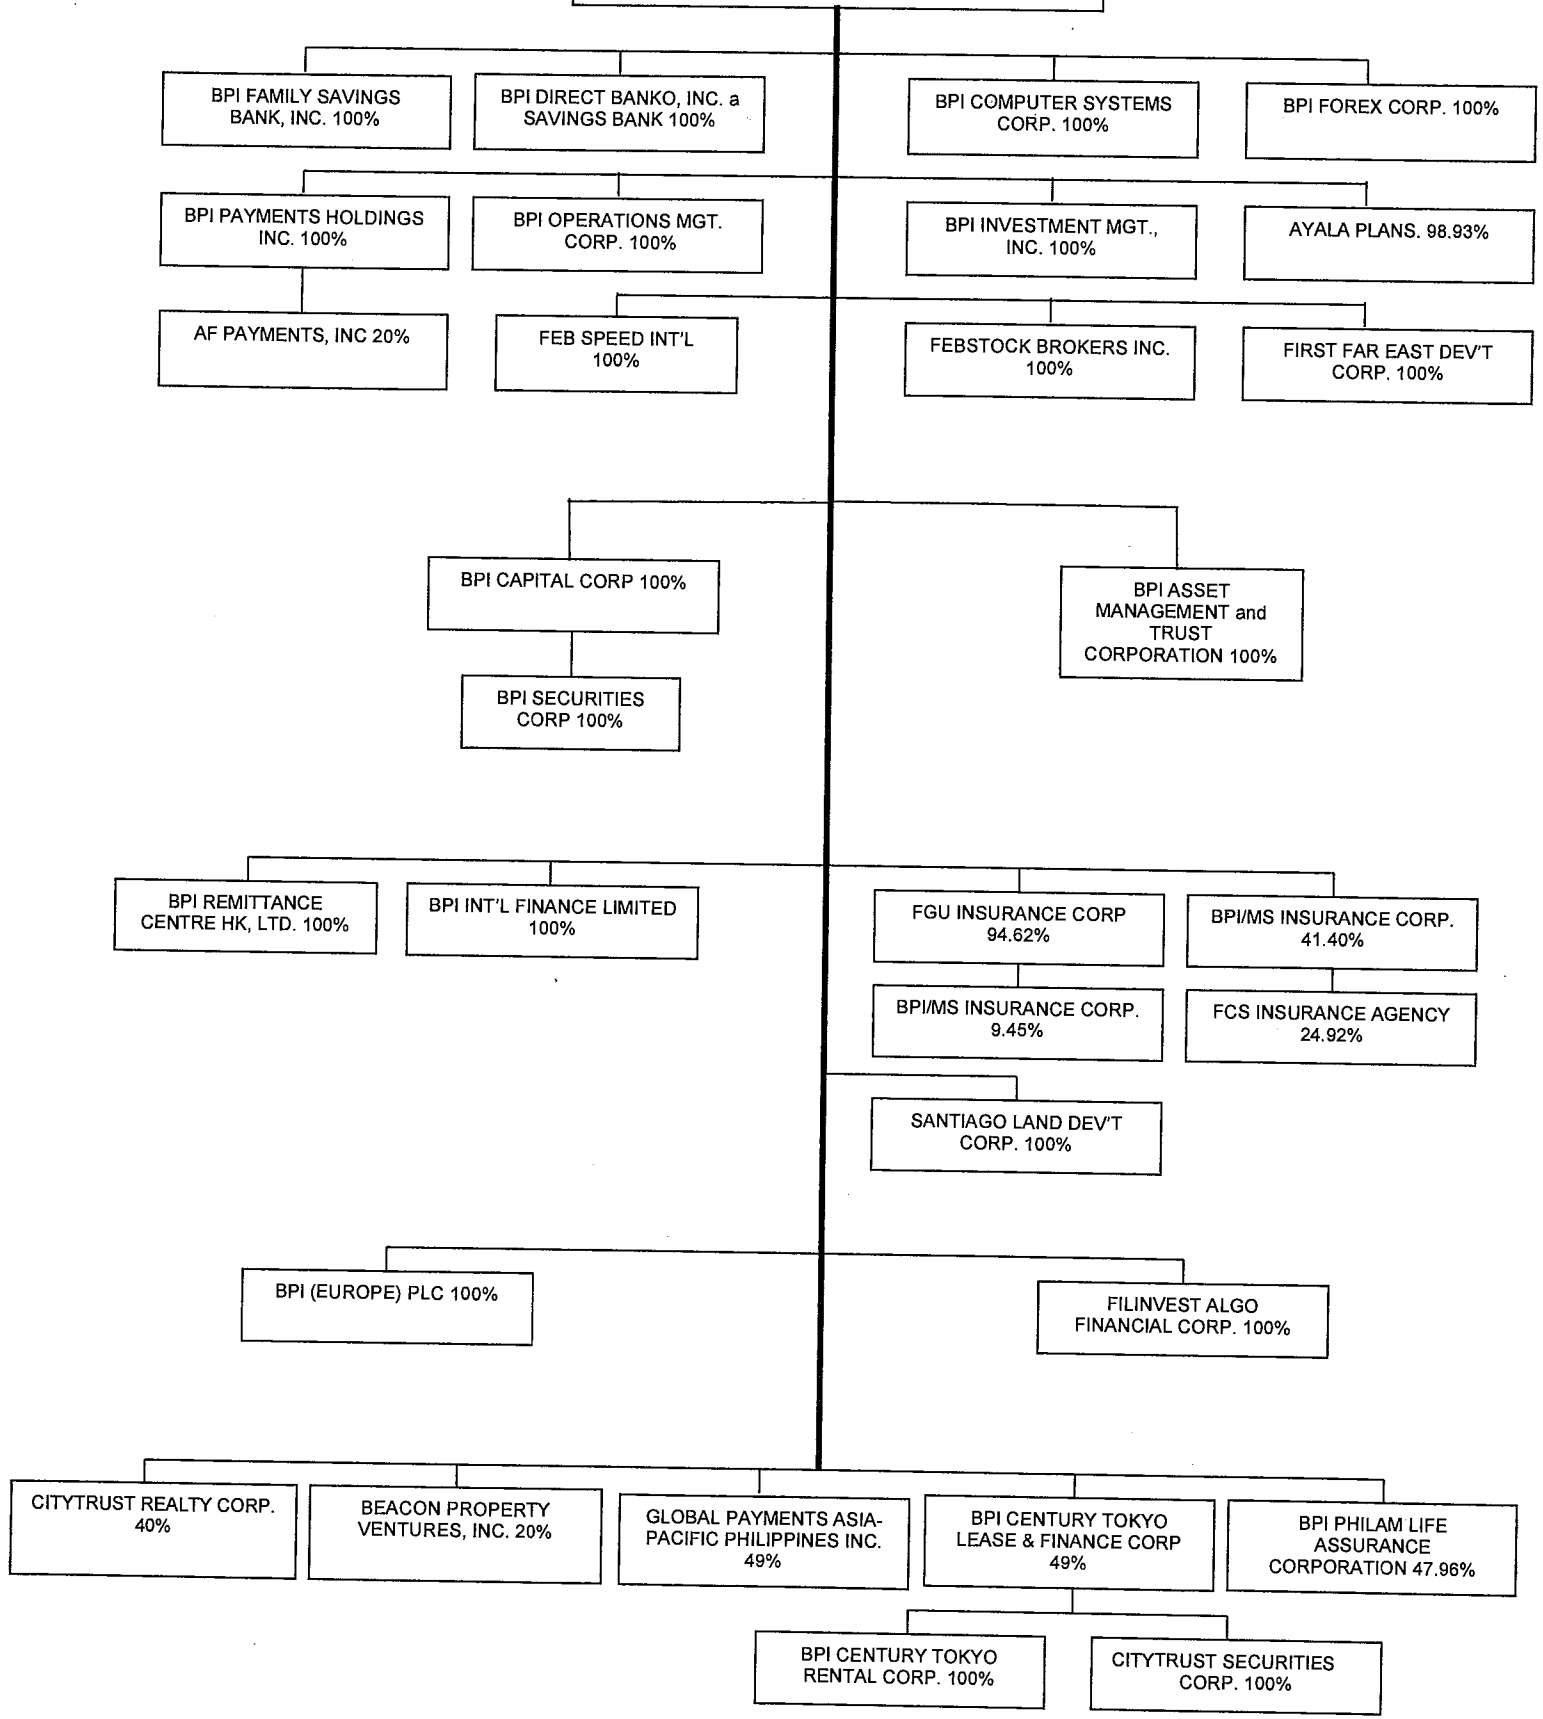 BPI FAMILY SAVINGS
BANK, INC. 100%
BPI DIRECT BANKO, INC. a
SAVINGS BANK 100%
BPI COMPUTER SYSTEMS
CORP. 100%
BPI FOREX CORP. 100%
BPI PAYMENTS HOLDINGS
INC. 100%
BPI OPERATIONS MGT.
CORP. 100%
BPI INVESTMENT MGT.,
INC. 100%
AYALA PLANS. 98.93%
AF PAYMENTS, INC 20%
FEB SPEED INT'L
100%
FEBSTOCK BROKERS INC.
100%
FIRST FAR EAST DEV'T
CORP. 100%
BPI CAPITAL CORP 100%
BPI ASSET
MANAGEMENT and
TRUST
CORPORATION 100%
BPI SECURITIES
CORP 100%
BPI REMITTANCE
CENTRE HK, LTD. 100%
BPI INT'L FINANCE LIMITED
100%
FGU INSURANCE CORP
94.62%
BPI/MS INSURANCE CORP.
41.40%
BPI/MS INSURANCE CORP.
9.45%
FCS INSURANCE AGENCY
24.92%
SANTIAGO LAND DEV'T
CORP. 100%
BPI (EUROPE) PLC 100%
FILINVEST ALGO
FINANCIAL CORP. 100%
CITYTRUST REALTY CORP.
40%
BEACON PROPERTY
VENTURES, INC. 20%
GLOBAL PAYMENTS ASIA-
PACIFIC PHILIPPINES INC.
49%
BPI CENTURY TOKYO
LEASE & FINANCE CORP
49%
BPI PHILAM LIFE
ASSURANCE
CORPORATION 47.96%
BPI CENTURY TOKYO
RENTAL CORP. 100%
CITYTRUST SECURITIES
CORP. 100%